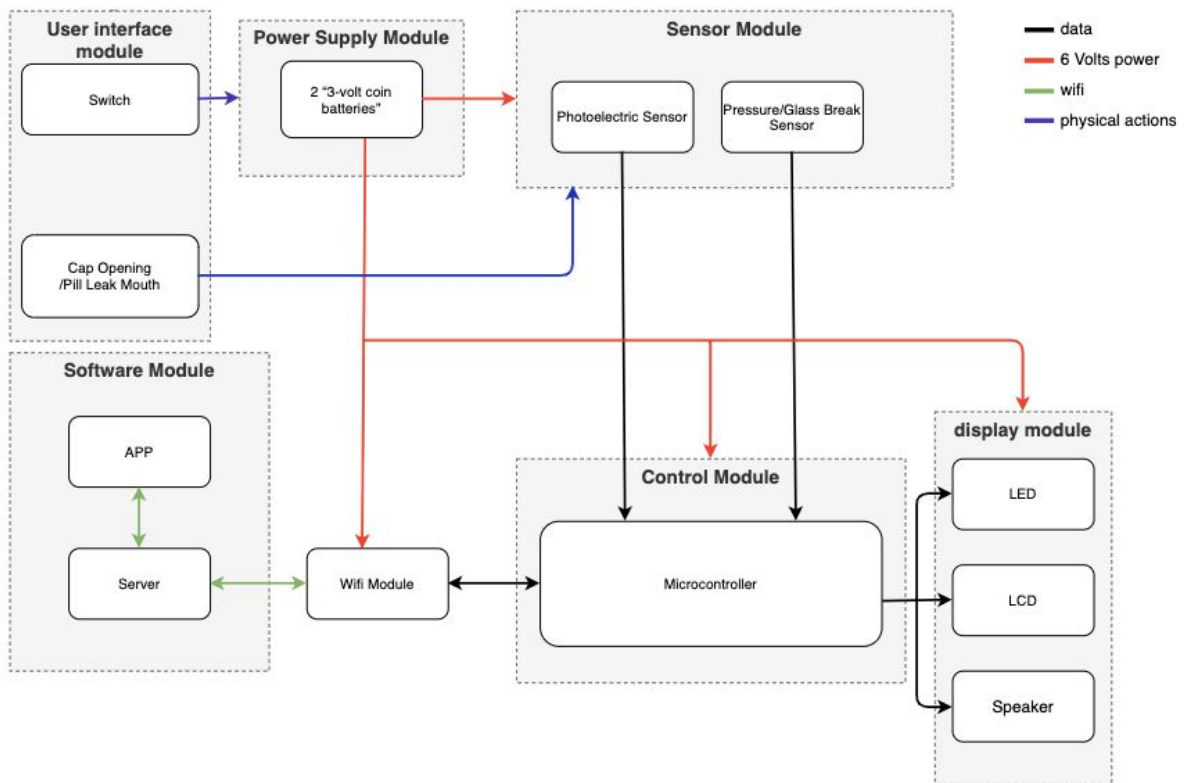 User interface
module
Switch
Cap Opening
/Pill Leak Mouth
Power Supply Module
2 "3-volt coin
batteries"
Sensor Module
Photoelectric Sensor
Pressure/Glass Break
Sensor
data
6 Volts power
wifi
physical actions
Software Module
APP
Server
Wifi Module
Control Module
Microcontroller
display module
LED
LCD
Speaker